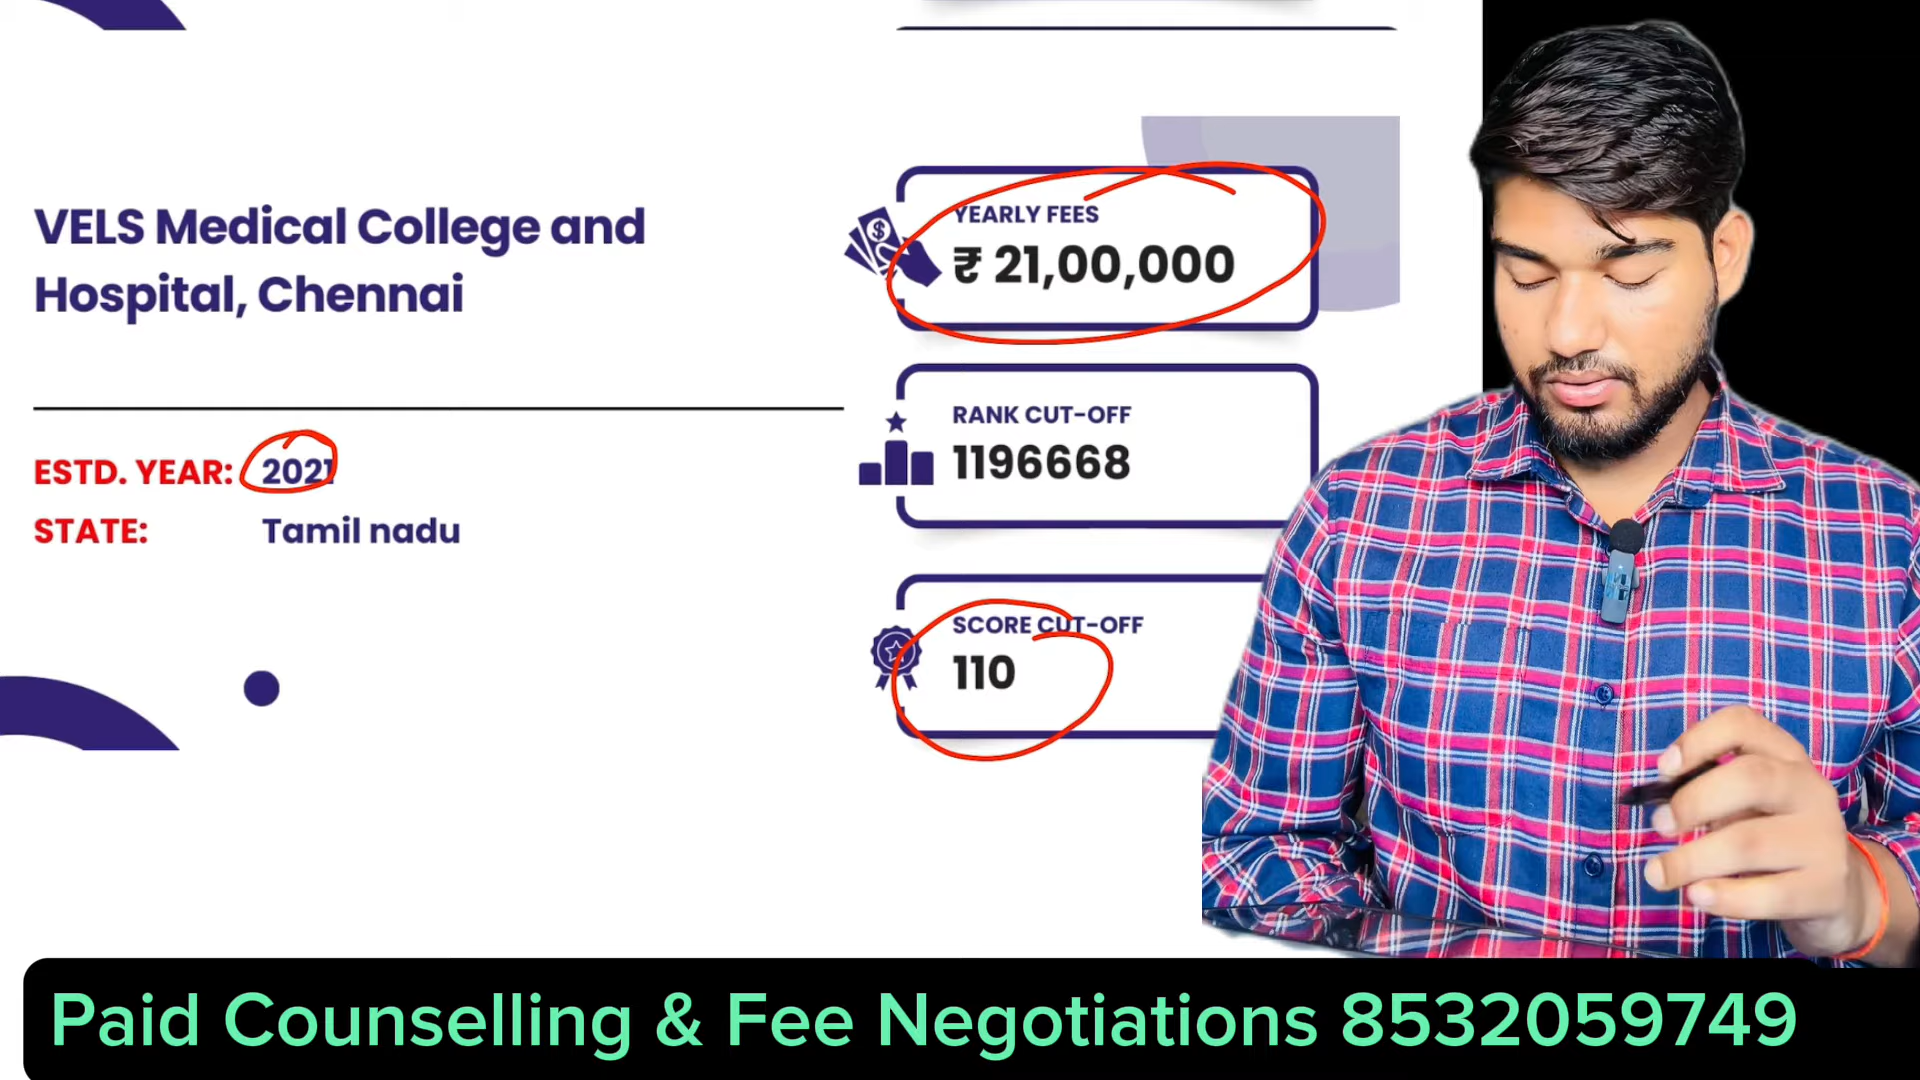 VELS Medical College and
Hospital, Chennai
ESTD. YEAR: 2021
STATE: Tamil nadu
YEARLY FEES
₹ 21,00,000
RANK CUT-OFF
1196668
SCORE CUT-OFF
110
Paid Counselling & Fee Negotiations 8532059749